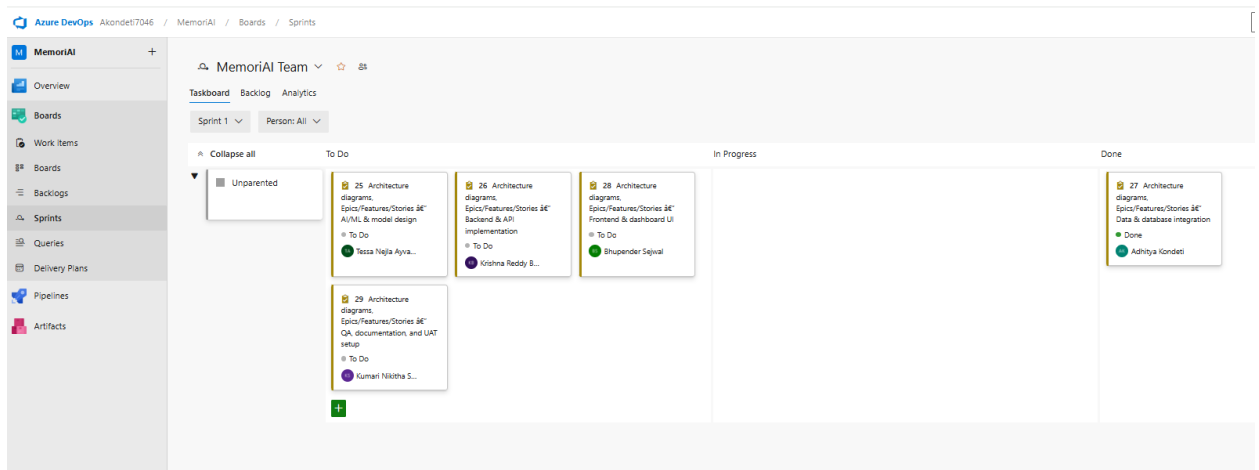 Azure DevOps Akondeti7046 / MemoriAI / Boards / Sprints
M MemoriAI +
Overview
Boards
Work Items
Boards
Backlogs
Sprints
Queries
Delivery Plans
Pipelines
Artifacts
MemoriAI Team
Taskboard Backlog Analytics
Sprint 1 Person: All
Collapse all To Do In Progress Done
Unparented
25 Architecture
diagrams,
Epics/Features/Stories â€“
AI/ML & model design
To Do
Tessa Nejla Ayva...
26 Architecture
diagrams,
Epics/Features/Stories â€“
Backend & API
implementation
To Do
Krishna Reddy B...
28 Architecture
diagrams,
Epics/Features/Stories â€“
Frontend & dashboard UI
To Do
Bhupender Sejwal
27 Architecture
diagrams,
Epics/Features/Stories â€“
Data & database integration
Done
Adhitya Kondeti
29 Architecture
diagrams,
Epics/Features/Stories â€“
QA, documentation, and UAT
setup
To Do
Kumari Nikitha S...
+